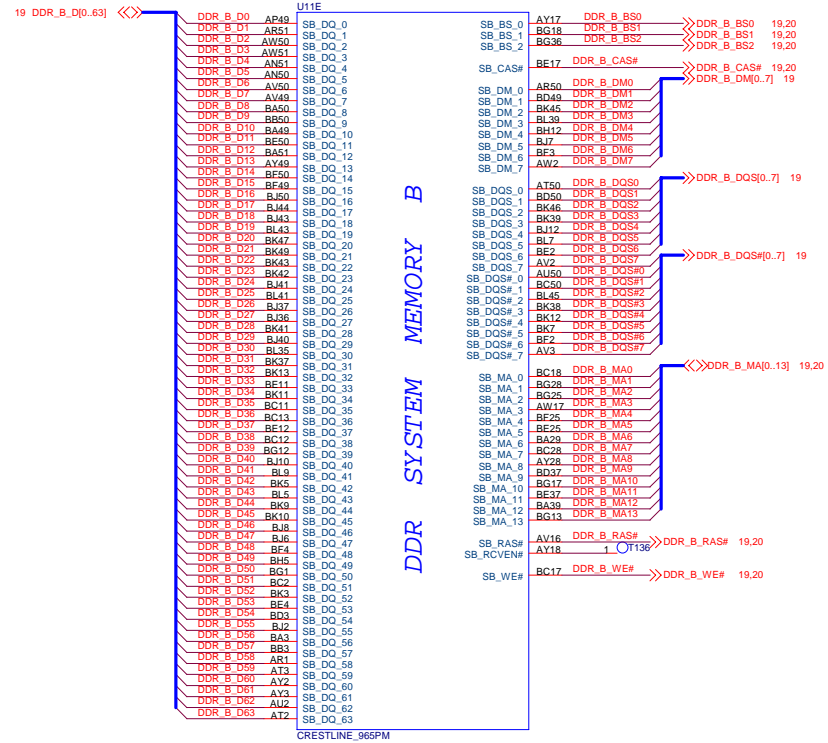 U11E
19 DDR_B_D[0..63]
DDR_B_D0 AP49 SB_DQ_0
DDR_B_D1 AR51 SB_DQ_1
DDR_B_D2 AW50 SB_DQ_2
DDR_B_D3 AW51 SB_DQ_3
DDR_B_D4 AN51 SB_DQ_4
DDR_B_D5 AN50 SB_DQ_5
DDR_B_D6 AV50 SB_DQ_6
DDR_B_D7 AV49 SB_DQ_7
DDR_B_D8 BA50 SB_DQ_8
DDR_B_D9 BB50 SB_DQ_9
DDR_B_D10 BA49 SB_DQ_10
DDR_B_D11 BE50 SB_DQ_11
DDR_B_D12 BA51 SB_DQ_12
DDR_B_D13 AY49 SB_DQ_13
DDR_B_D14 BF50 SB_DQ_14
DDR_B_D15 BF49 SB_DQ_15
DDR_B_D16 BJ50 SB_DQ_16
DDR_B_D17 BJ44 SB_DQ_17
DDR_B_D18 BJ43 SB_DQ_18
DDR_B_D19 BL43 SB_DQ_19
DDR_B_D20 BK47 SB_DQ_20
DDR_B_D21 BK49 SB_DQ_21
DDR_B_D22 BK43 SB_DQ_22
DDR_B_D23 BK42 SB_DQ_23
DDR_B_D24 BJ41 SB_DQ_24
DDR_B_D25 BL41 SB_DQ_25
DDR_B_D26 BJ37 SB_DQ_26
DDR_B_D27 BJ36 SB_DQ_27
DDR_B_D28 BK41 SB_DQ_28
DDR_B_D29 BJ40 SB_DQ_29
DDR_B_D30 BL35 SB_DQ_30
DDR_B_D31 BK37 SB_DQ_31
DDR_B_D32 BK13 SB_DQ_32
DDR_B_D33 BE11 SB_DQ_33
DDR_B_D34 BK11 SB_DQ_34
DDR_B_D35 BC11 SB_DQ_35
DDR_B_D36 BC13 SB_DQ_36
DDR_B_D37 BE12 SB_DQ_37
DDR_B_D38 BC12 SB_DQ_38
DDR_B_D39 BG12 SB_DQ_39
DDR_B_D40 BJ10 SB_DQ_40
DDR_B_D41 BL9 SB_DQ_41
DDR_B_D42 BK5 SB_DQ_42
DDR_B_D43 BL5 SB_DQ_43
DDR_B_D44 BK9 SB_DQ_44
DDR_B_D45 BK10 SB_DQ_45
DDR_B_D46 BJ8 SB_DQ_46
DDR_B_D47 BJ6 SB_DQ_47
DDR_B_D48 BF4 SB_DQ_48
DDR_B_D49 BH5 SB_DQ_49
DDR_B_D50 BG1 SB_DQ_50
DDR_B_D51 BC2 SB_DQ_51
DDR_B_D52 BK3 SB_DQ_52
DDR_B_D53 BE4 SB_DQ_53
DDR_B_D54 BD3 SB_DQ_54
DDR_B_D55 BJ2 SB_DQ_55
DDR_B_D56 BA3 SB_DQ_56
DDR_B_D57 BB3 SB_DQ_57
DDR_B_D58 AR1 SB_DQ_58
DDR_B_D59 AT3 SB_DQ_59
DDR_B_D60 AY2 SB_DQ_60
DDR_B_D61 AY3 SB_DQ_61
DDR_B_D62 AU2 SB_DQ_62
DDR_B_D63 AT2 SB_DQ_63
DDR SYSTEM MEMORY B
SB_BS_0 AY17 DDR_B_BS0 DDR_B_BS0 19,20
SB_BS_1 BG18 DDR_B_BS1 DDR_B_BS1 19,20
SB_BS_2 BG36 DDR_B_BS2 DDR_B_BS2 19,20
SB_CAS# BE17 DDR_B_CAS# DDR_B_CAS# 19,20
DDR_B_DM[0..7] 19
SB_DM_0 AR50 DDR_B_DM0
SB_DM_1 BD49 DDR_B_DM1
SB_DM_2 BK45 DDR_B_DM2
SB_DM_3 BL39 DDR_B_DM3
SB_DM_4 BH12 DDR_B_DM4
SB_DM_5 BJ7 DDR_B_DM5
SB_DM_6 BF3 DDR_B_DM6
SB_DM_7 AW2 DDR_B_DM7
DDR_B_DQS[0..7] 19
SB_DQS_0 AT50 DDR_B_DQS0
SB_DQS_1 BD50 DDR_B_DQS1
SB_DQS_2 BK46 DDR_B_DQS2
SB_DQS_3 BK39 DDR_B_DQS3
SB_DQS_4 BJ12 DDR_B_DQS4
SB_DQS_5 BL7 DDR_B_DQS5
SB_DQS_6 BE2 DDR_B_DQS6
SB_DQS_7 AV2 DDR_B_DQS7
DDR_B_DQS#[0..7] 19
SB_DQS#_0 AU50 DDR_B_DQS#0
SB_DQS#_1 BC50 DDR_B_DQS#1
SB_DQS#_2 BL45 DDR_B_DQS#2
SB_DQS#_3 BK38 DDR_B_DQS#3
SB_DQS#_4 BK12 DDR_B_DQS#4
SB_DQS#_5 BK7 DDR_B_DQS#5
SB_DQS#_6 BF2 DDR_B_DQS#6
SB_DQS#_7 AV3 DDR_B_DQS#7
DDR_B_MA[0..13] 19,20
SB_MA_0 BC18 DDR_B_MA0
SB_MA_1 BG28 DDR_B_MA1
SB_MA_2 BG25 DDR_B_MA2
SB_MA_3 AW17 DDR_B_MA3
SB_MA_4 BF25 DDR_B_MA4
SB_MA_5 BE25 DDR_B_MA5
SB_MA_6 BA29 DDR_B_MA6
SB_MA_7 BC28 DDR_B_MA7
SB_MA_8 AY28 DDR_B_MA8
SB_MA_9 BD37 DDR_B_MA9
SB_MA_10 BG17 DDR_B_MA10
SB_MA_11 BE37 DDR_B_MA11
SB_MA_12 BA39 DDR_B_MA12
SB_MA_13 BG13 DDR_B_MA13
SB_RAS# AV16 DDR_B_RAS# DDR_B_RAS# 19,20
SB_RCVEN# AY18 1 T136
SB_WE# BC17 DDR_B_WE# DDR_B_WE# 19,20
CRESTLINE_965PM